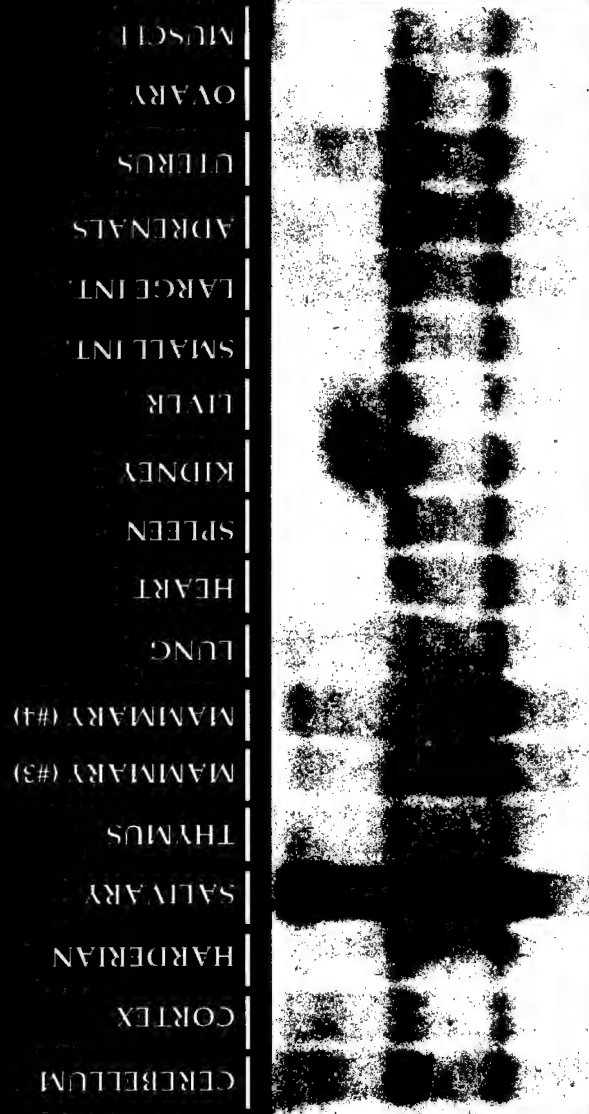 CEREBELLUM
CORTEX
HARDERIAN
SALIVARY
THYMUS
MAMMARY (#3)
MAMMARY (#4)
LUNG
HEART
SPLEEN
KIDNEY
LIVER
SMALL INT.
LARGE INT.
ADRENALS
UTERUS
OVARY
MUSCLE